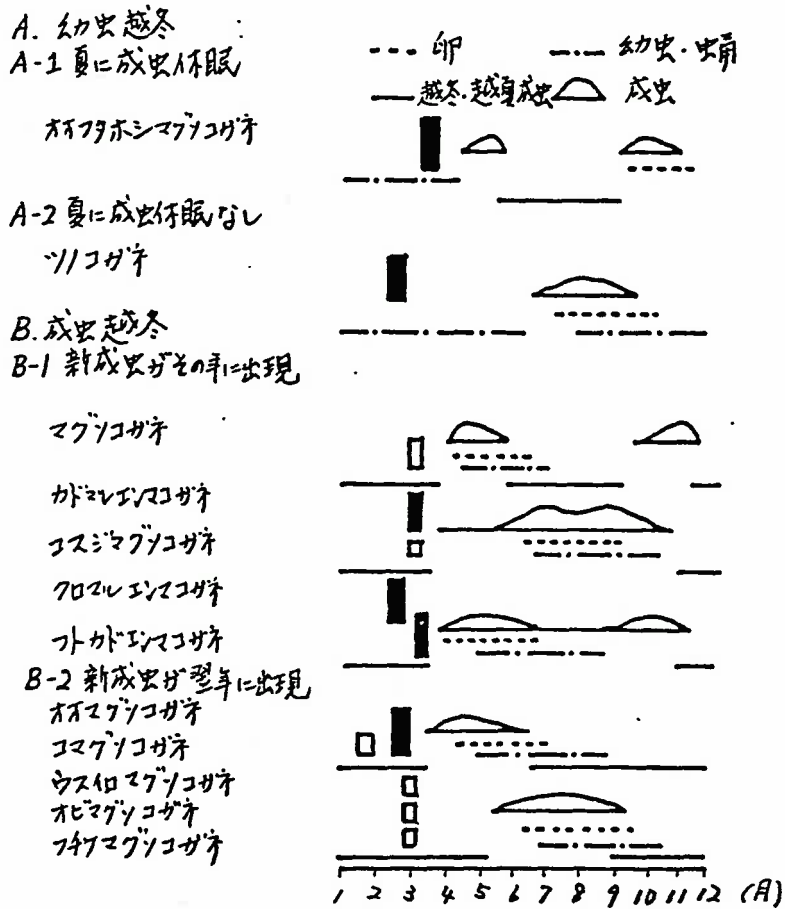 A. 幼虫越冬
A-1 夏に成虫休眠
卵
幼虫・蛹
越冬・越夏成虫
成虫
オオフタホシマグソコガネ
A-2 夏に成虫休眠なし
ツノコガネ
B. 成虫越冬
B-1 新成虫がその年に出現
マグソコガネ
カドマルエンマコガネ
コスジマグソコガネ
クロマルエンマコガネ
フトカドエンマコガネ
B-2 新成虫が翌年に出現
オオマグソコガネ
コマグソコガネ
ウスイロマグソコガネ
オビマグソコガネ
フチケマグソコガネ
1 2 3 4 5 6 7 8 9 10 11 12 (月)